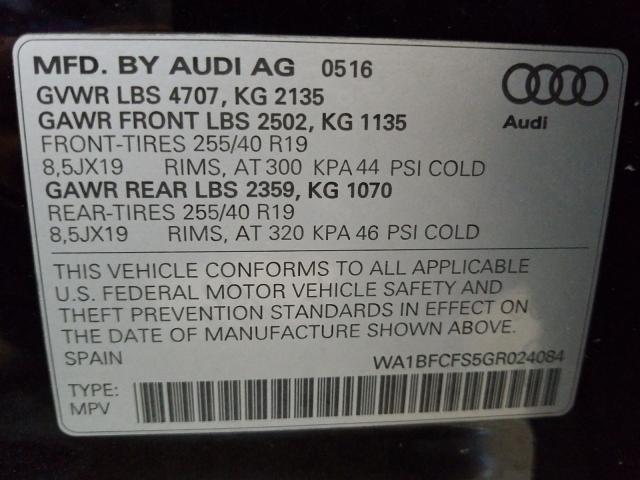 MFD. BY AUDI AG 0516
GVWR LBS 4707, KG 2135
GAWR FRONT LBS 2502, KG 1135
Audi
FRONT-TIRES 255/40 R19
8,5JX19 RIMS, AT 300 KPA 44 PSI COLD
GAWR REAR LBS 2359, KG 1070
REAR-TIRES 255/40 R19
8,5JX19 RIMS, AT 320 KPA 46 PSI COLD
THIS VEHICLE CONFORMS TO ALL APPLICABLE
U.S. FEDERAL MOTOR VEHICLE SAFETY AND
THEFT PREVENTION STANDARDS IN EFFECT ON
THE DATE OF MANUFACTURE SHOWN ABOVE.
SPAIN WA1BFCFS5GR024084
TYPE:
MPV